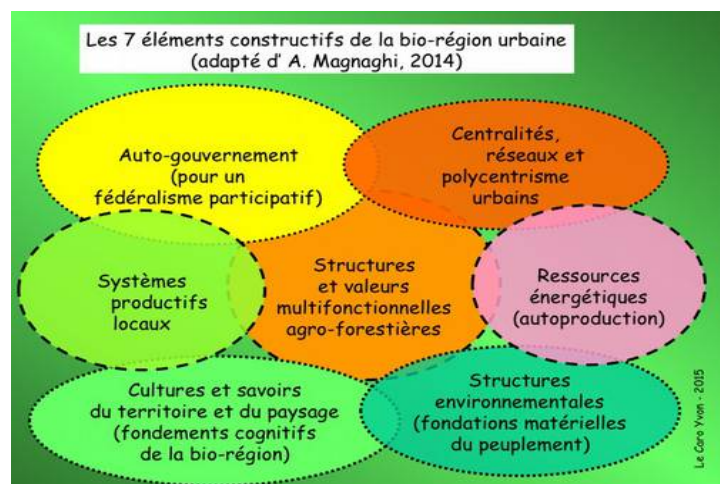 Les 7 éléments constructifs de la bio-région urbaine
(adapté d' A. Magnaghi, 2014)
Auto-gouvernement
(pour un
fédéralisme participatif)
Centralités,
réseaux et
polycentrisme
urbains
Systèmes
productifs
locaux
Structures
et valeurs
multifonctionnelles
agro-forestières
Ressources
énergétiques
(autoproduction)
Cultures et savoirs
du territoire et du paysage
(fondements cognitifs
de la bio-région)
Structures
environnementales
(fondations matérielles
du peuplement)
Le Caro Yvon - 2015